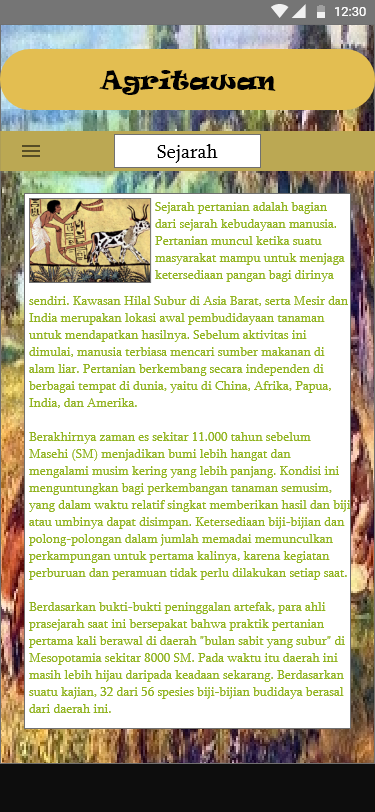 12:30
Agritawan
Sejarah
Sejarah pertanian adalah bagian
dari sejarah kebudayaan manusia.
Pertanian muncul ketika suatu
masyarakat mampu untuk menjaga
ketersediaan pangan bagi dirinya
sendiri. Kawasan Hilal Subur di Asia Barat, serta Mesir dan
India merupakan lokasi awal pembudidayaan tanaman
untuk mendapatkan hasilnya. Sebelum aktivitas ini
dimulai, manusia terbiasa mencari sumber makanan di
alam liar. Pertanian berkembang secara independen di
berbagai tempat di dunia, yaitu di China, Afrika, Papua,
India, dan Amerika.
Berakhirnya zaman es sekitar 11.000 tahun sebelum
Masehi (SM) menjadikan bumi lebih hangat dan
mengalami musim kering yang lebih panjang. Kondisi ini
menguntungkan bagi perkembangan tanaman semusim,
yang dalam waktu relatif singkat memberikan hasil dan biji
atau umbinya dapat disimpan. Ketersediaan biji-bijian dan
polong-polongan dalam jumlah memadai memunculkan
perkampungan untuk pertama kalinya, karena kegiatan
perburuan dan peramuan tidak perlu dilakukan setiap saat.
Berdasarkan bukti-bukti peninggalan artefak, para ahli
prasejarah saat ini bersepakat bahwa praktik pertanian
pertama kali berawal di daerah "bulan sabit yang subur" di
Mesopotamia sekitar 8000 SM. Pada waktu itu daerah ini
masih lebih hijau daripada keadaan sekarang. Berdasarkan
suatu kajian, 32 dari 56 spesies biji-bijian budidaya berasal
dari daerah ini.